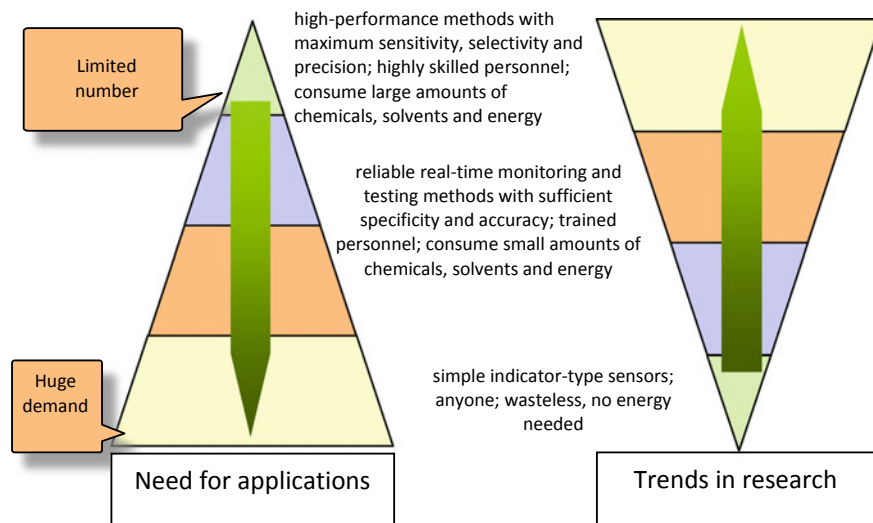 Limited
number
high-performance methods with
maximum sensitivity, selectivity and
precision; highly skilled personnel;
consume large amounts of
chemicals, solvents and energy
reliable real-time monitoring and
testing methods with sufficient
specificity and accuracy; trained
personnel; consume small amounts of
chemicals, solvents and energy
Huge
demand
simple indicator-type sensors;
anyone; wasteless, no energy
needed
Need for applications
Trends in research